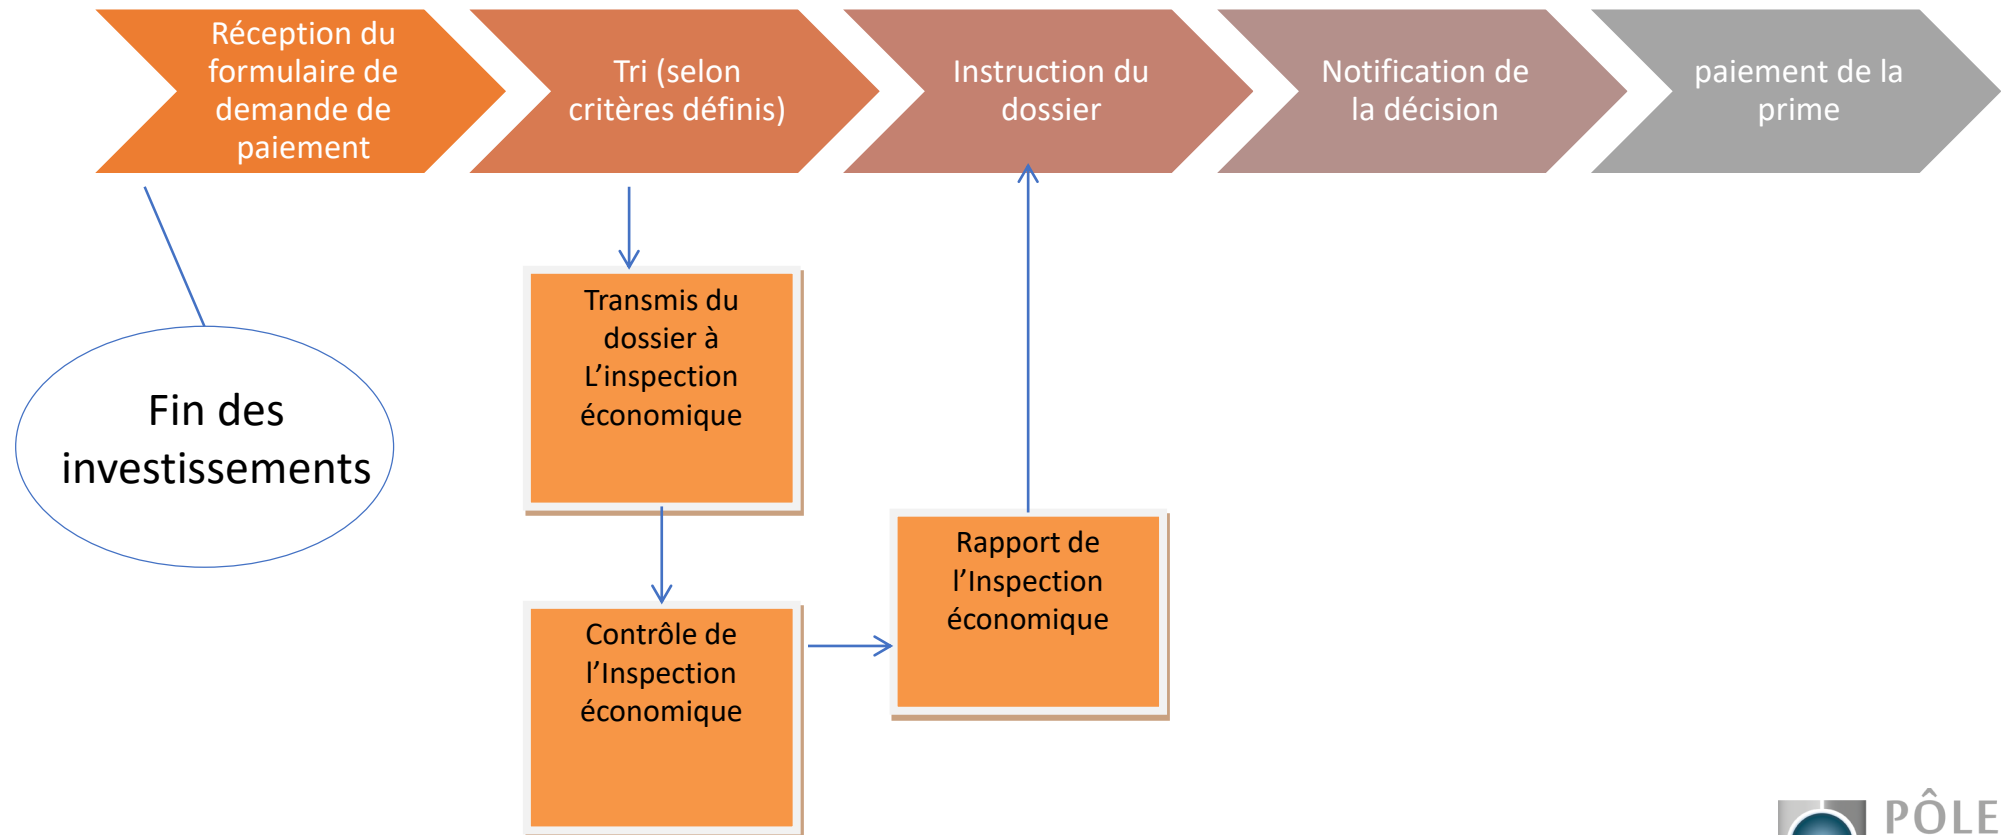 Réception du
formulaire de
demande de
paiement
Tri (selon
critères définis)
Instruction du
dossier
Notification de
la décision
paiement de la
prime
Transmis du
dossier à
L’inspection
économique
Fin des
investissements
Rapport de
l’Inspection
économique
Contrôle de
l’Inspection
économique
PÔLE